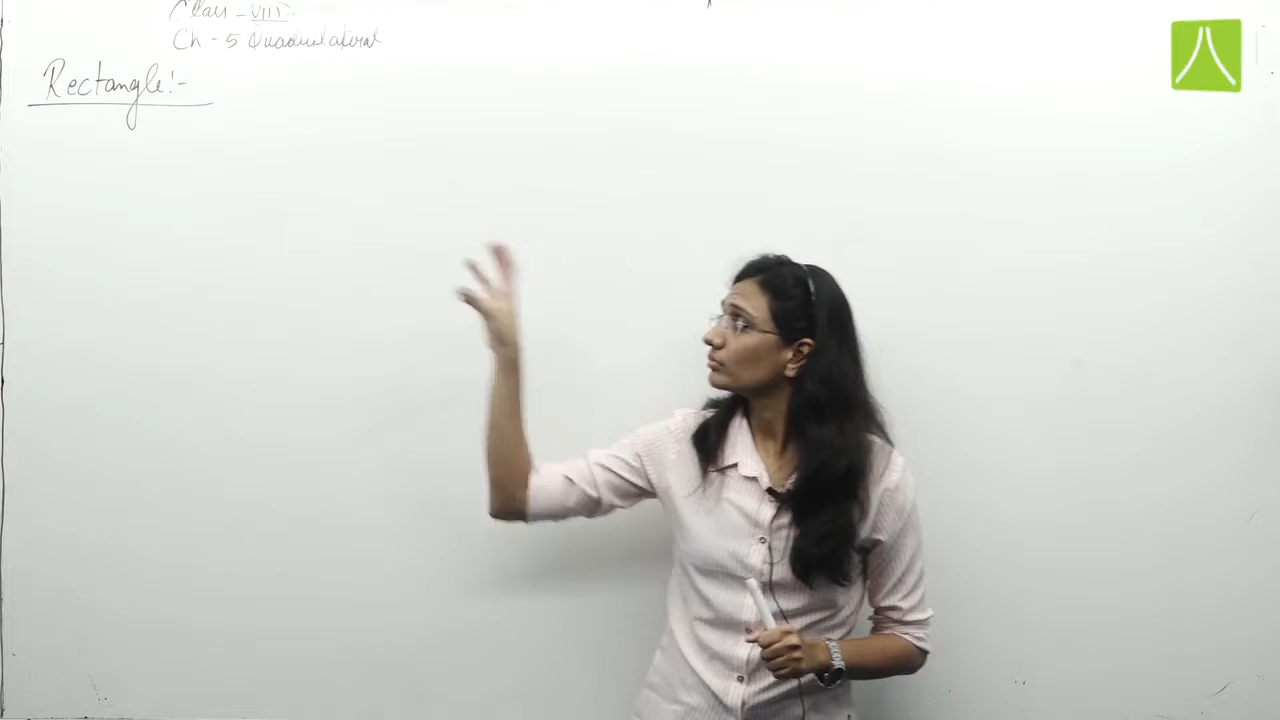 Class - VIII :
Ch - 5 Quadrilateral
Rectangle :-